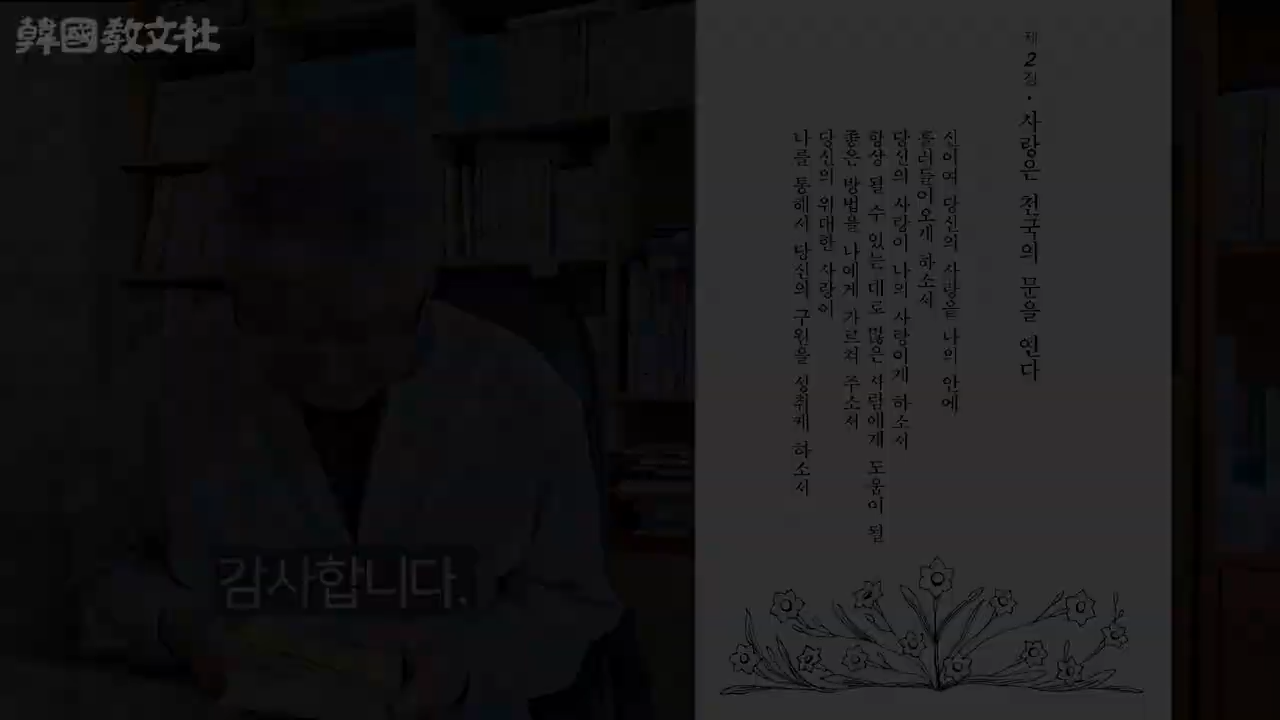 韓國敎文社
제2집・사랑은 천국의 문을 연다
신이여 당신의 사랑을 나의 안에
흘러들어오게 하소서
당신의 사랑이 나의 사랑이게 하소서
항상 될 수 있는 대로 많은 사람에게 도움이 될
좋은 방법을 나에게 가르쳐 주소서
당신의 위대한 사랑이
나를 통해서 당신의 구원을 성취케 하소서
감사합니다.